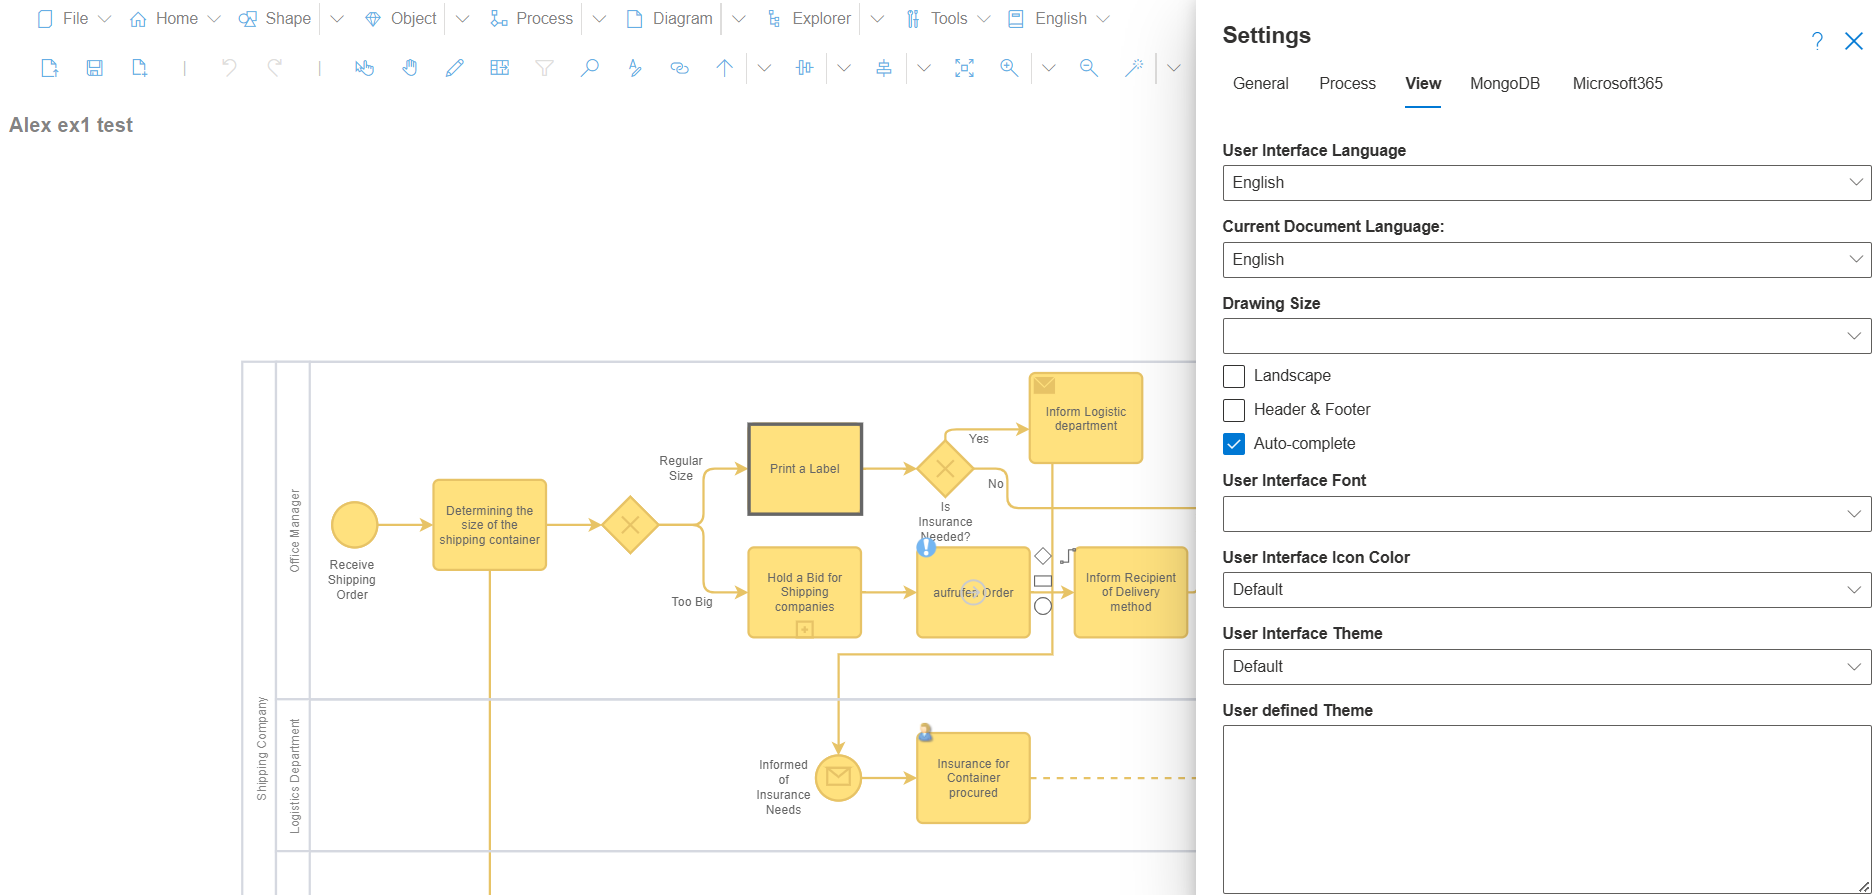 File
Home
Shape
Object
Process
Diagram
Explorer
Tools
English
Alex ex1 test
Shipping Company
Office Manager
Logistics Department
Receive
Shipping
Order
Determining the
size of the
shipping container
Regular
Size
Too Big
Print a Label
Hold a Bid for
Shipping
companies
Yes
No
Is
Insurance
Needed?
Inform Logistic
department
aufrufen Order
Inform Recipient
of Delivery
method
Informed
of
Insurance
Needs
Insurance for
Container
procured
Settings
?
General
Process
View
MongoDB
Microsoft365
User Interface Language
English
Current Document Language:
English
Drawing Size
Landscape
Header & Footer
Auto-complete
User Interface Font
User Interface Icon Color
Default
User Interface Theme
Default
User defined Theme